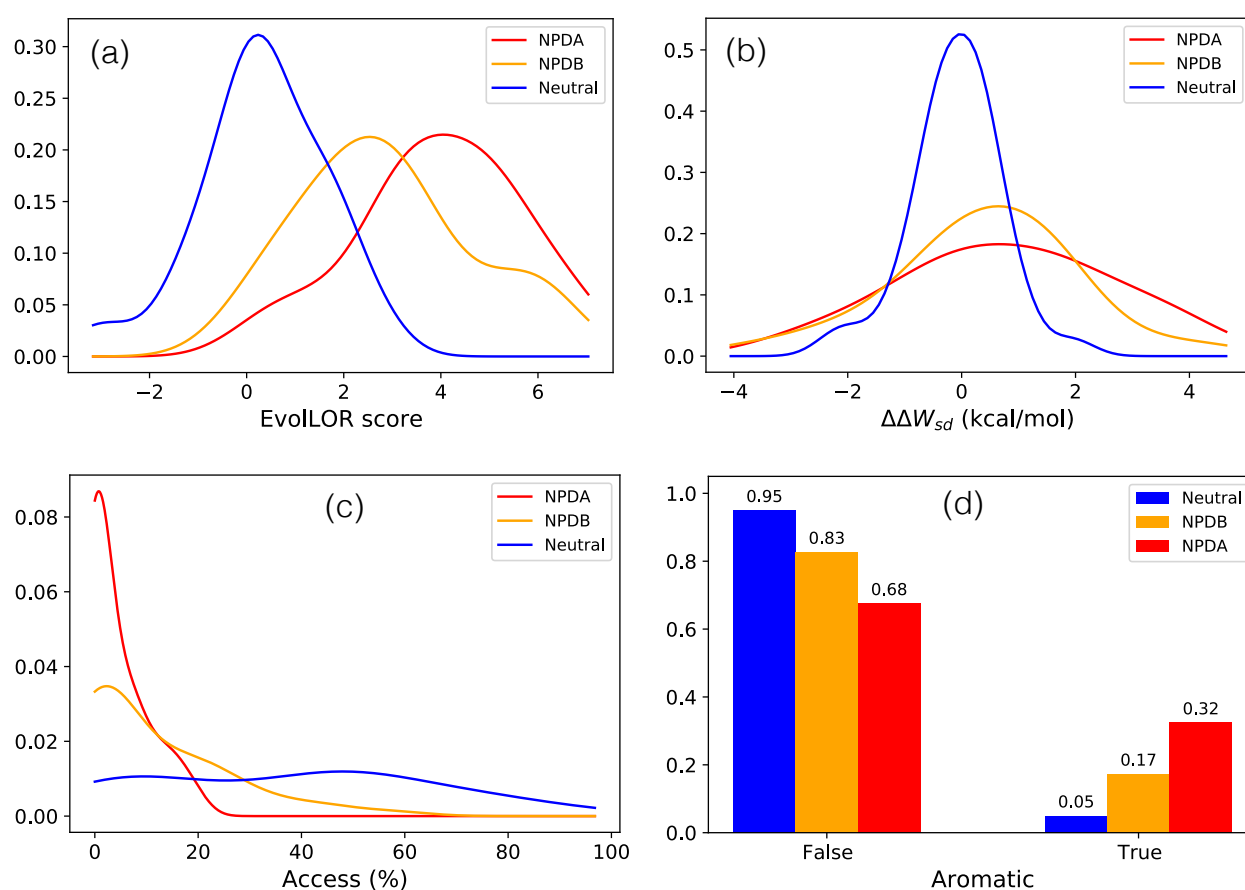 (a)
NPDA
NPDB
Neutral
0.30
0.25
0.20
0.15
0.10
0.05
0.00
−2
0
2
4
6
EvolLOR score
(b)
NPDA
NPDB
Neutral
0.5
0.4
0.3
0.2
0.1
0.0
−4
−2
0
2
4
ΔΔW_{sd} (kcal/mol)
(c)
NPDA
NPDB
Neutral
0.08
0.06
0.04
0.02
0.00
0
20
40
60
80
100
Access (%)
(d)
Neutral
NPDB
NPDA
1.0
0.8
0.6
0.4
0.2
0.0
0.95
0.83
0.68
0.05
0.17
0.32
False
True
Aromatic